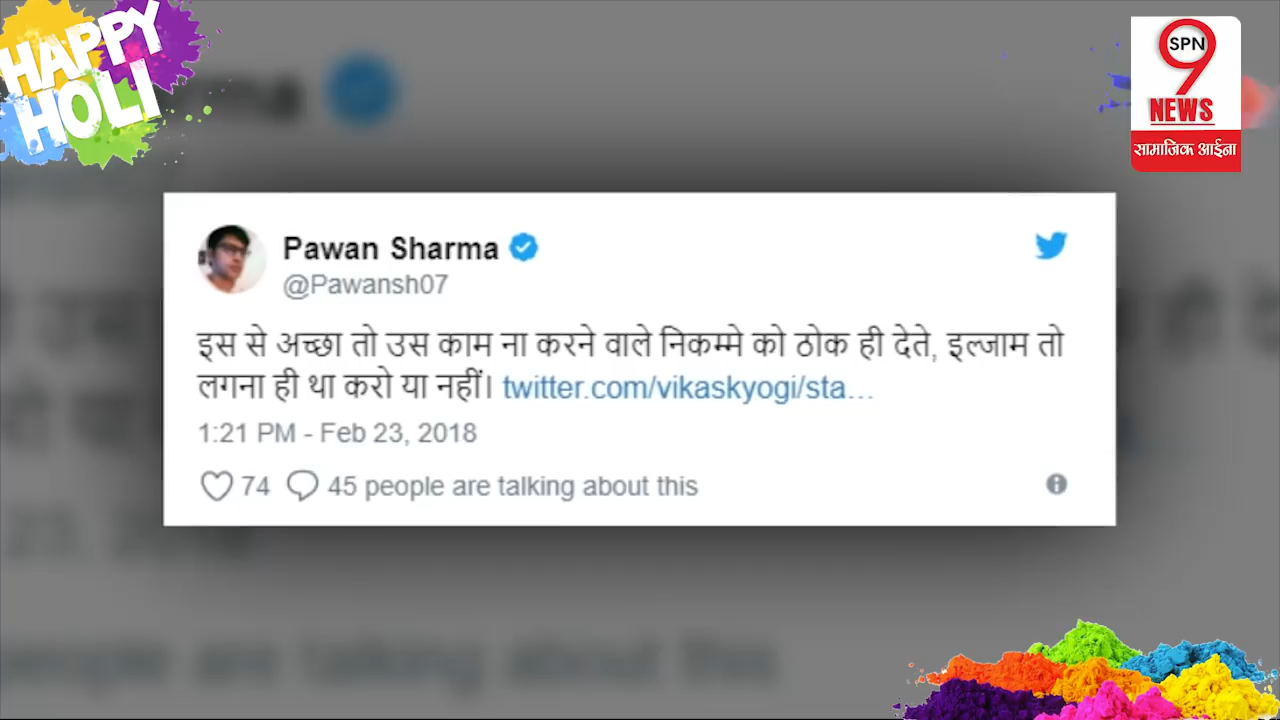 HAPPY
HOLI
SPN
9
NEWS
सामाजिक आईना
Pawan Sharma
@Pawansh07
इस से अच्छा तो उस काम ना करने वाले निकम्मे को ठोक ही देते, इल्जाम तो
लगना ही था करो या नहीं। twitter.com/vikaskyogi/sta...
1:21 PM - Feb 23, 2018
74 45 people are talking about this